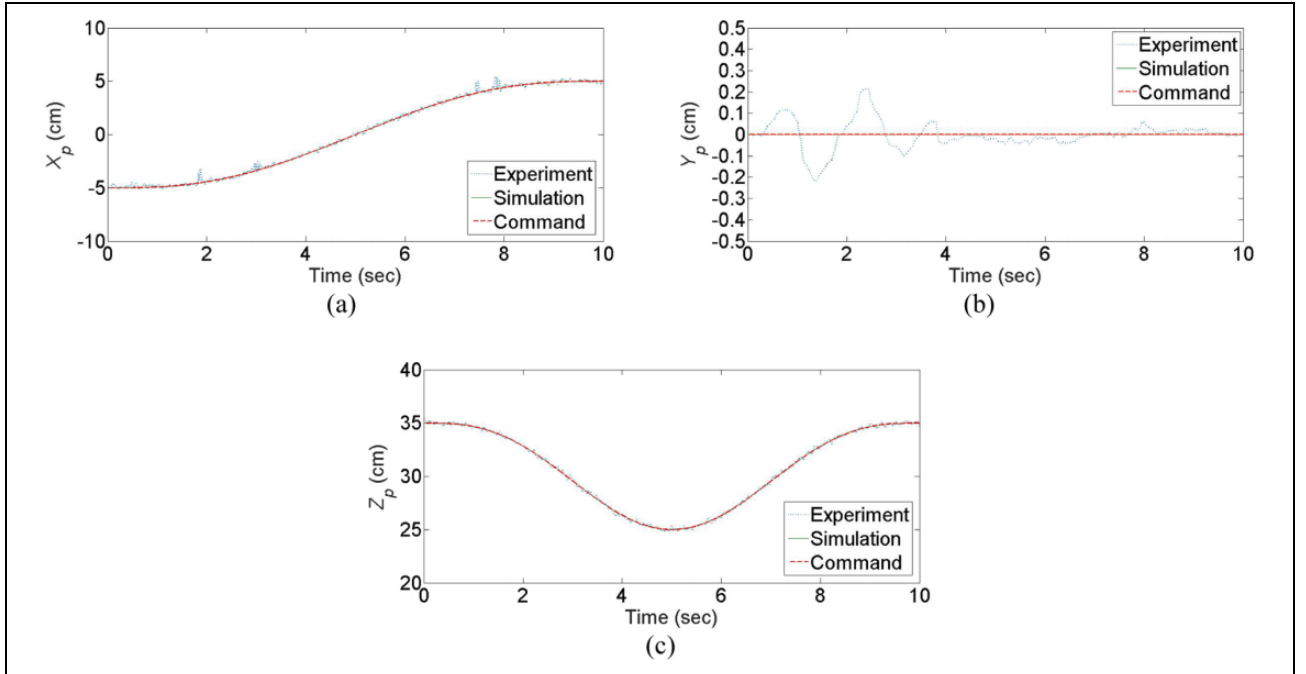 10
5
0
-5
-10
X_p (cm)
Experiment
Simulation
Command
0 2 4 6 8 10
Time (sec)
(a)
0.5
0.4
0.3
0.2
0.1
0
-0.1
-0.2
-0.3
-0.4
-0.5
Y_p (cm)
Experiment
Simulation
Command
0 2 4 6 8 10
Time (sec)
(b)
40
35
30
25
20
Z_p (cm)
Experiment
Simulation
Command
0 2 4 6 8 10
Time (sec)
(c)